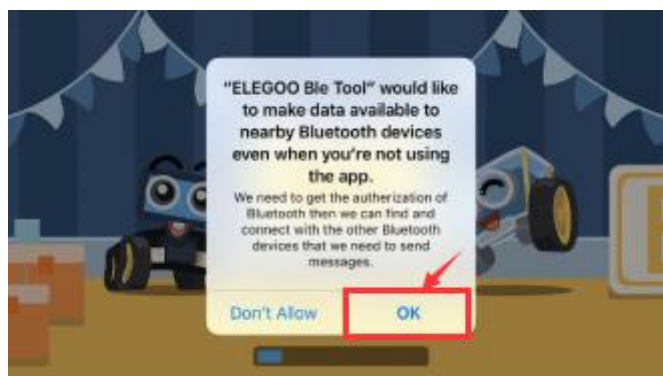 "ELEGOO Ble Tool" would like
to make data available to
nearby Bluetooth devices
even when you're not using
the app.
We need to get the autherization of
Bluetooth then we can find and
connect with the other Bluetooth
devices that we need to send
messages.
Don't Allow
OK